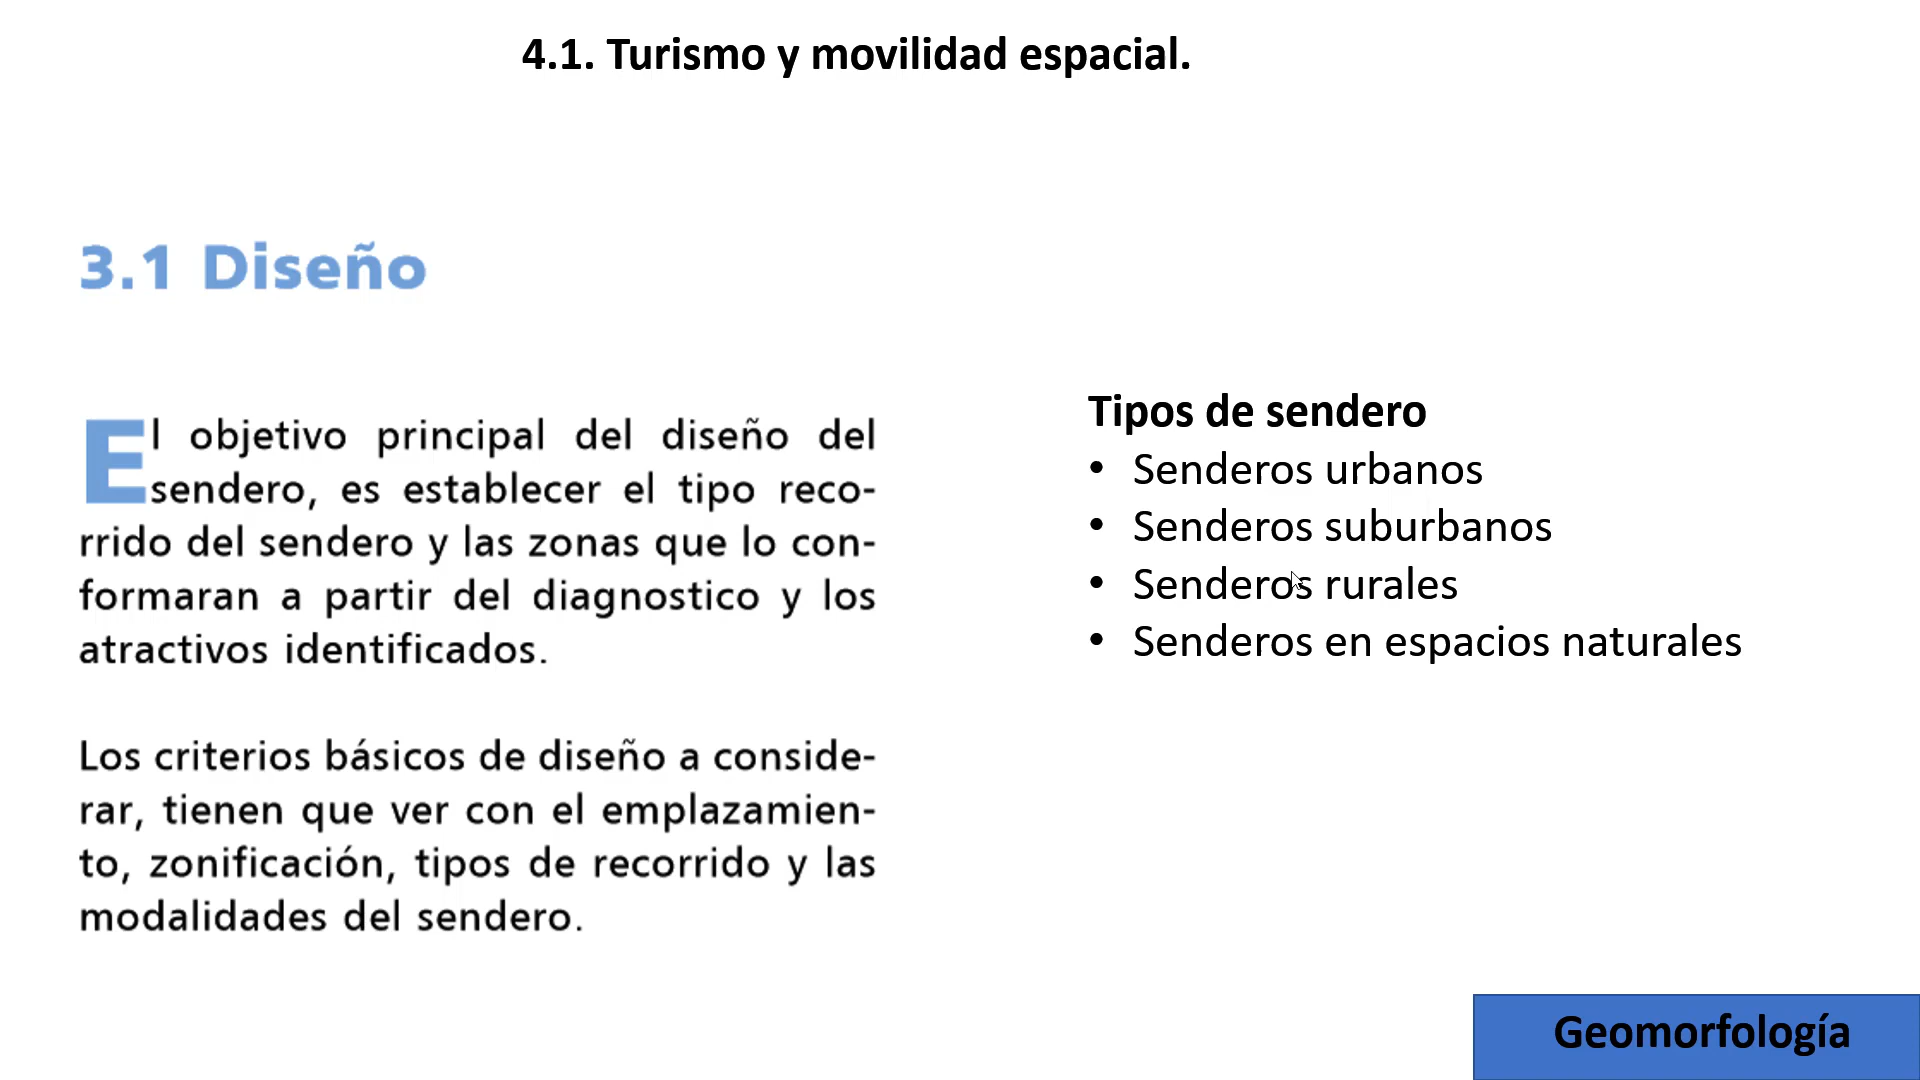 4.1. Turismo y movilidad espacial.
3.1 Diseño
El objetivo principal del diseño del
sendero, es establecer el tipo reco-
rrido del sendero y las zonas que lo con-
formaran a partir del diagnostico y los
atractivos identificados.
Los criterios básicos de diseño a conside-
rar, tienen que ver con el emplazamien-
to, zonificación, tipos de recorrido y las
modalidades del sendero.
Tipos de sendero
• Senderos urbanos
• Senderos suburbanos
• Senderos rurales
• Senderos en espacios naturales
Geomorfología